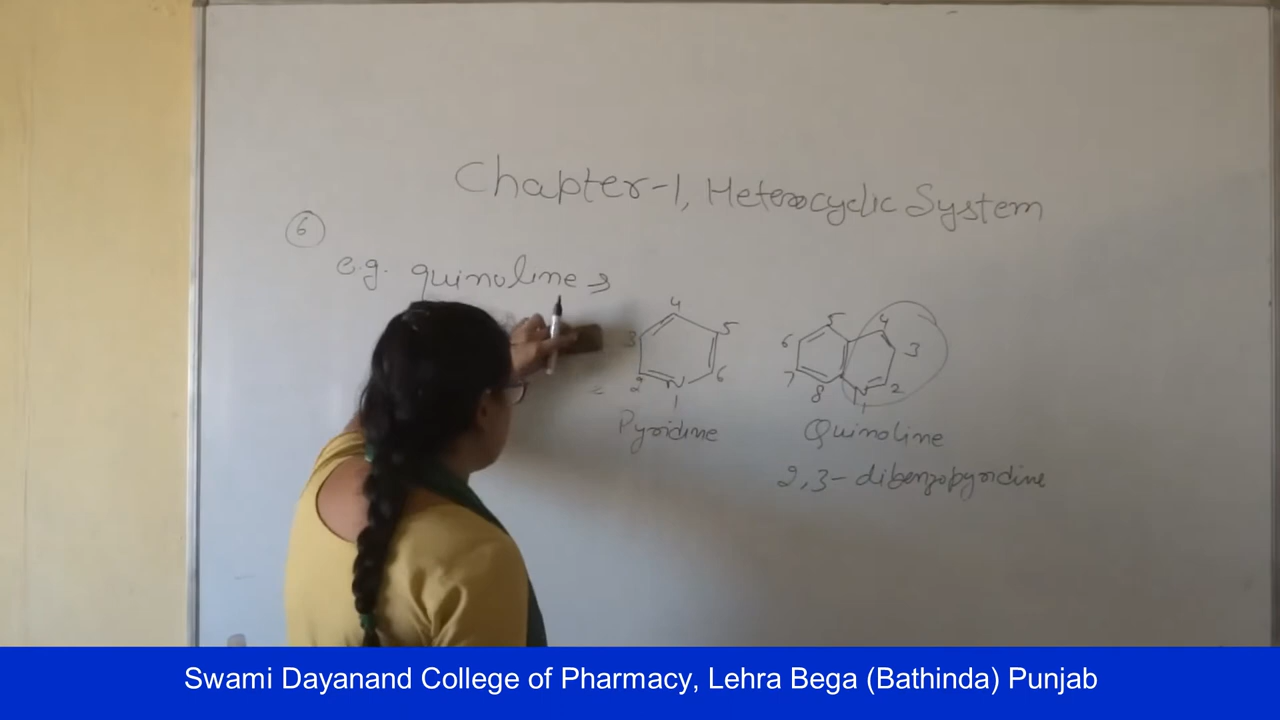 Chapter-1, Heterocyclic System
6
e.g. quinoline →
4
3 5
2 6
N
1
Pyridine
5 4
6 3
7 2
8 N
1
Quinoline
2,3- dibenzopyridine
Swami Dayanand College of Pharmacy, Lehra Bega (Bathinda) Punjab